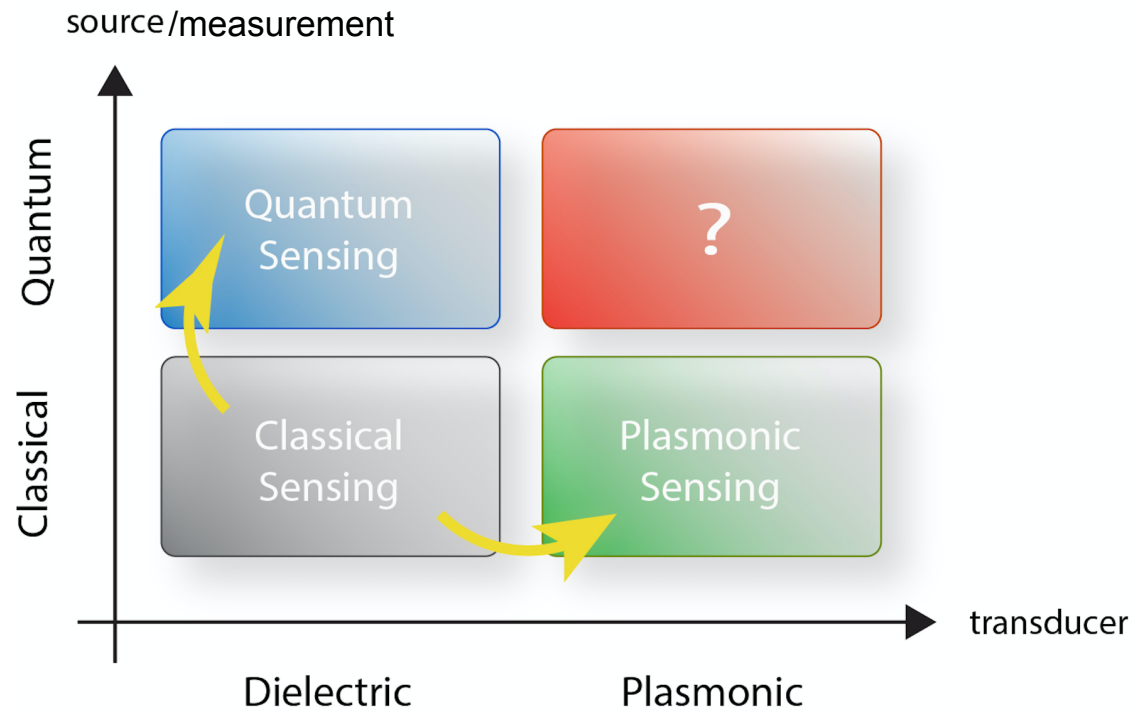 source/measurement
Quantum
Quantum
Sensing
?
Classical
Classical
Sensing
Plasmonic
Sensing
transducer
Dielectric
Plasmonic